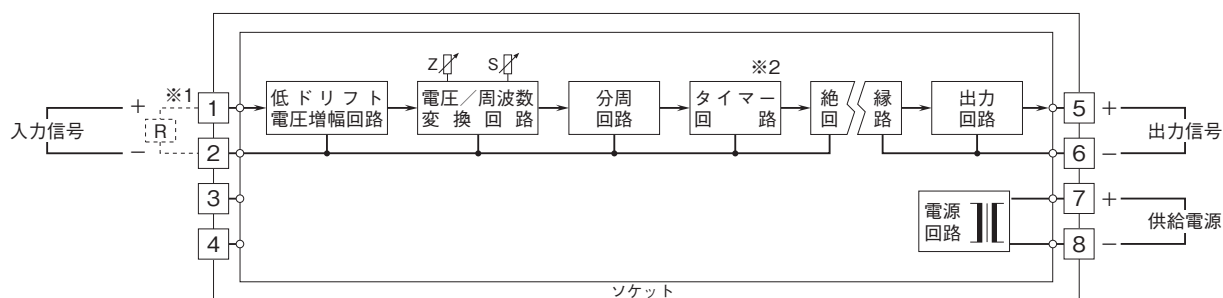 入力信号
+
−
※1
R
1
2
3
4
低ドリフト
電圧増幅回路
Z
S
電圧／周波数
変換回路
分周
回路
※2
タイマー
回路
絶縁
回路
出力
回路
電源
回路
5
+
6
−
出力信号
7
+
8
−
供給電源
ソケット